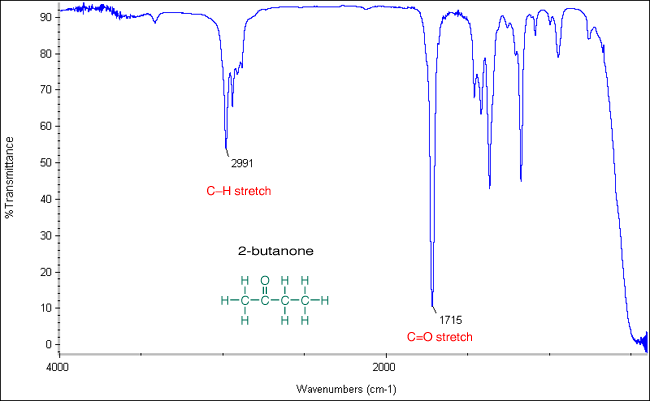 90
80
70
60
50
40
30
20
10
0
%Transmittance
2991
C–H stretch
2-butanone
H O H H
H–C–C–C–C–H
H H H
1715
C=O stretch
4000 2000
Wavenumbers (cm-1)